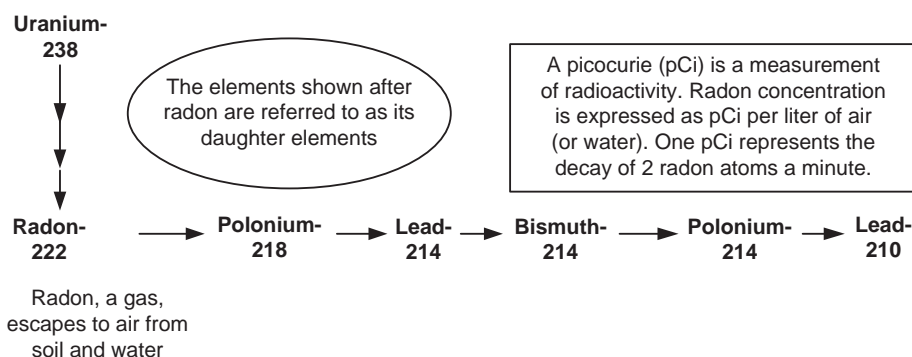 Uranium-
238
The elements shown after
radon are referred to as its
daughter elements
A picocurie (pCi) is a measurement
of radioactivity. Radon concentration
is expressed as pCi per liter of air
(or water). One pCi represents the
decay of 2 radon atoms a minute.
Radon-
222
Polonium-
218
Lead-
214
Bismuth-
214
Polonium-
214
Lead-
210
Radon, a gas,
escapes to air from
soil and water